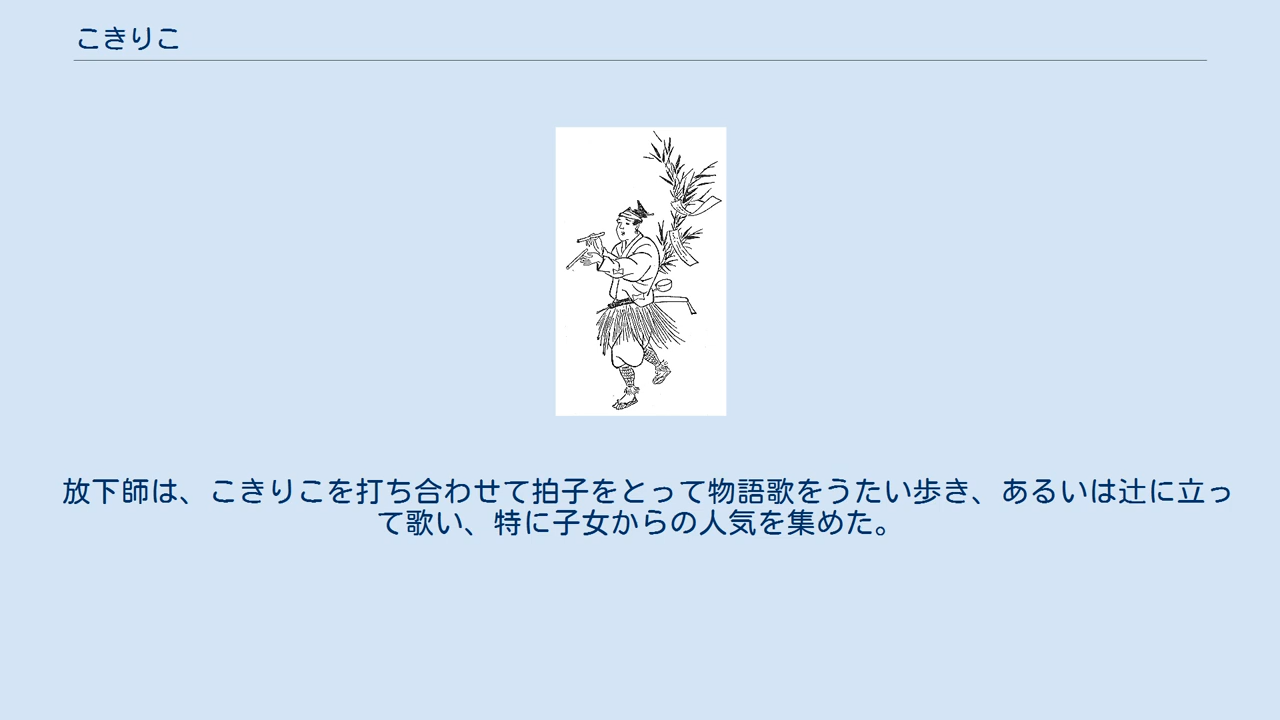 こきりこ
放下師は、こきりこを打ち合わせて拍子をとって物語歌をうたい歩き、あるいは辻に立っ
て歌い、特に子女からの人気を集めた。